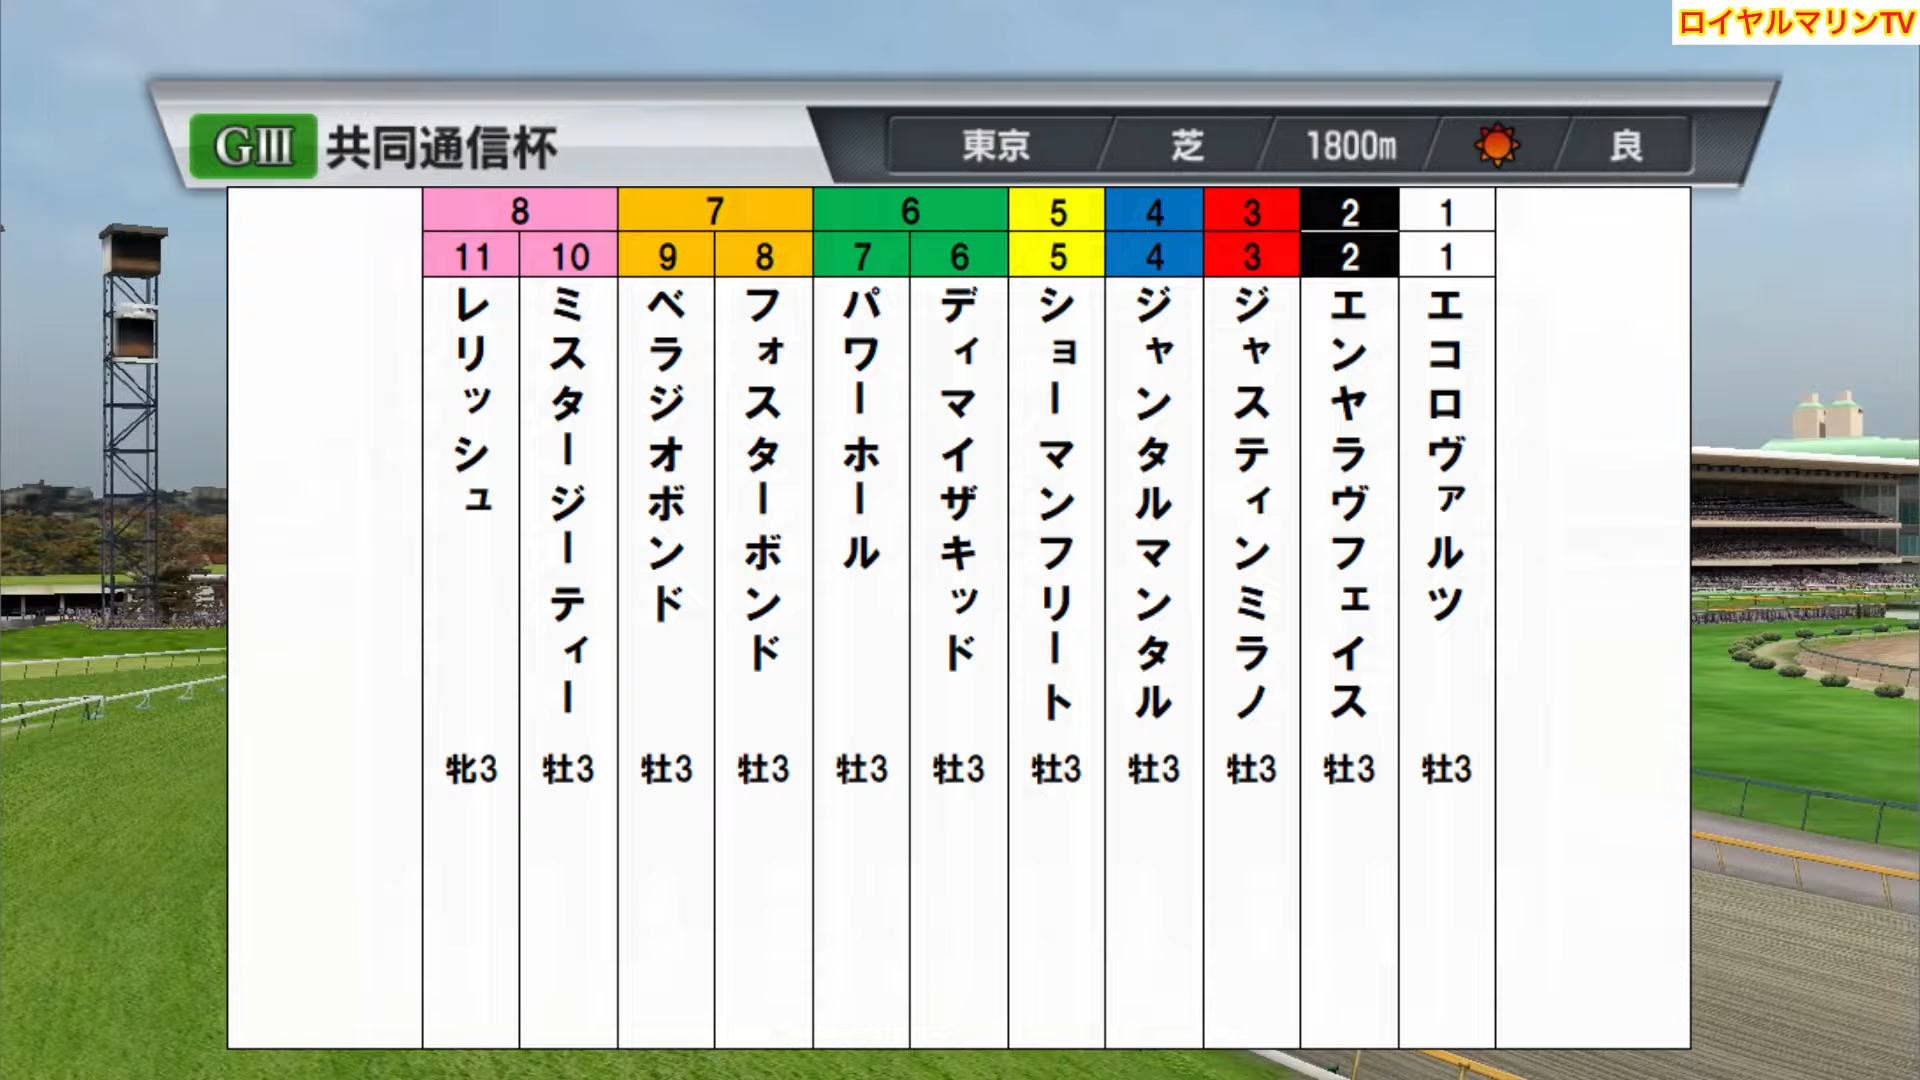 ロイヤルマリンTV
GⅢ 共同通信杯 東京 芝 1800m 良
8 7 6 5 4 3 2 1
11 10 9 8 7 6 5 4 3 2 1
エコロヴァルツ
エンヤラヴフェイス
ジャスティンミラノ
ジャンタルマンタル
ショーマンフリート
ディマイザキッド
パワーホール
フォスターボンド
ベラジオボンド
ミスタージーティー
レリッシュ
牝3 牡3 牡3 牡3 牡3 牡3 牡3 牡3 牡3 牡3 牡3